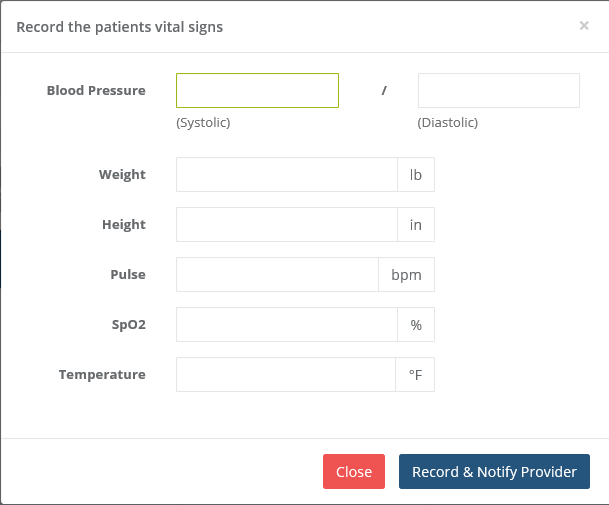 Record the patients vital signs ×
Blood Pressure /
(Systolic) (Diastolic)
Weight lb
Height in
Pulse bpm
SpO2 %
Temperature °F
Close Record & Notify Provider